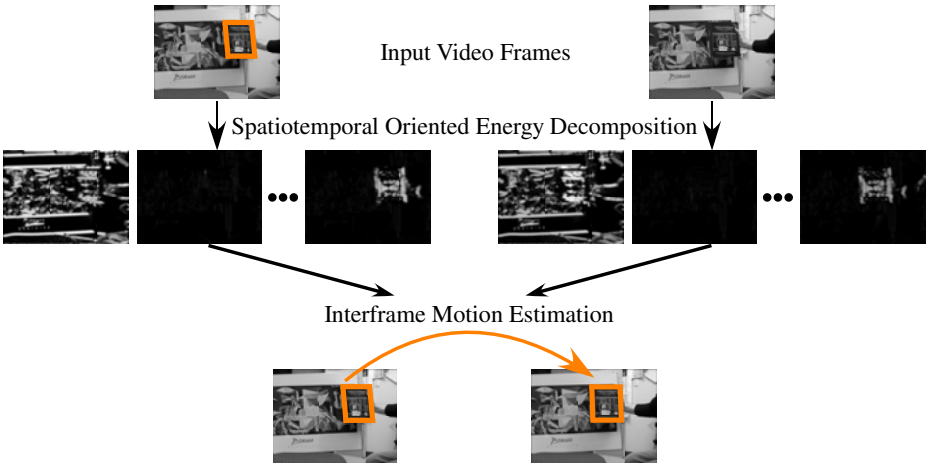 Input Video Frames
Spatiotemporal Oriented Energy Decomposition
Interframe Motion Estimation